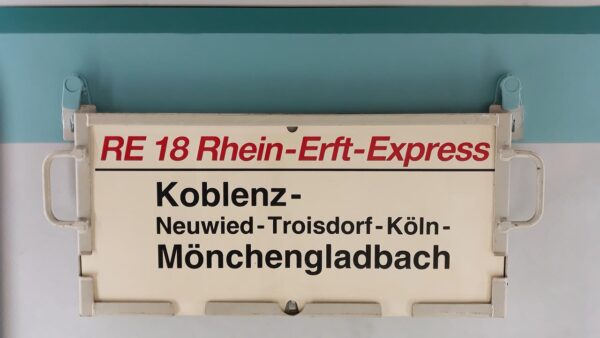 RE 18 Rhein-Erft-Express
Koblenz-
Neuwied-Troisdorf-Köln-
Mönchengladbach